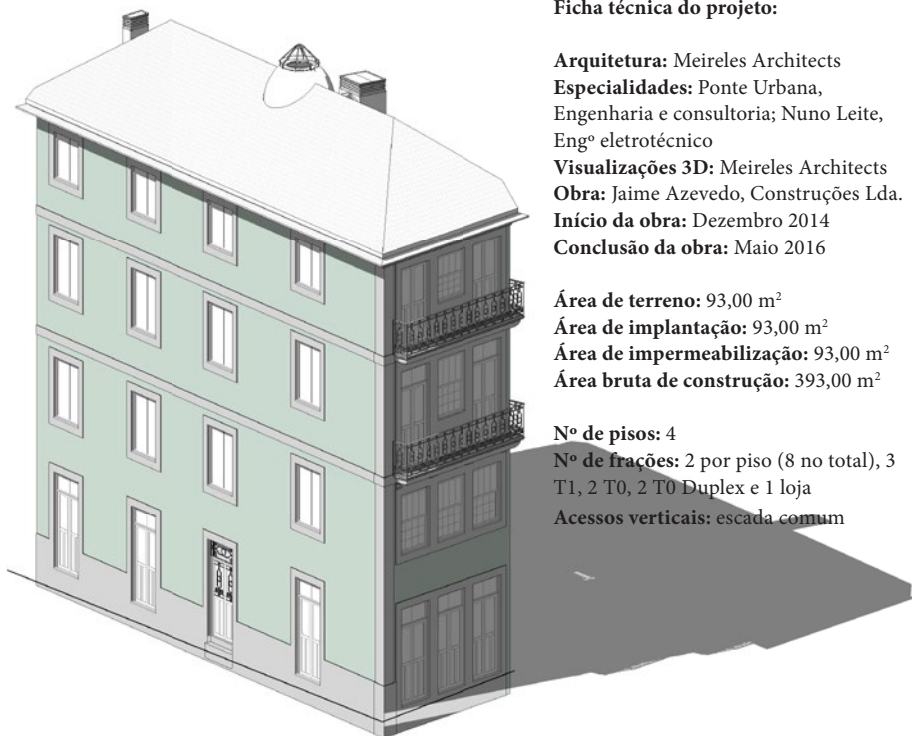 Ficha técnica do projeto:
Arquitetura: Meireles Architects
Especialidades: Ponte Urbana,
Engenharia e consultoria; Nuno Leite,
Engº eletrotécnico
Visualizações 3D: Meireles Architects
Obra: Jaime Azevedo, Construções Lda.
Início da obra: Dezembro 2014
Conclusão da obra: Maio 2016
Área de terreno: 93,00 m²
Área de implantação: 93,00 m²
Área de impermeabilização: 93,00 m²
Área bruta de construção: 393,00 m²
Nº de pisos: 4
Nº de frações: 2 por piso (8 no total), 3
T1, 2 T0, 2 T0 Duplex e 1 loja
Acessos verticais: escada comum